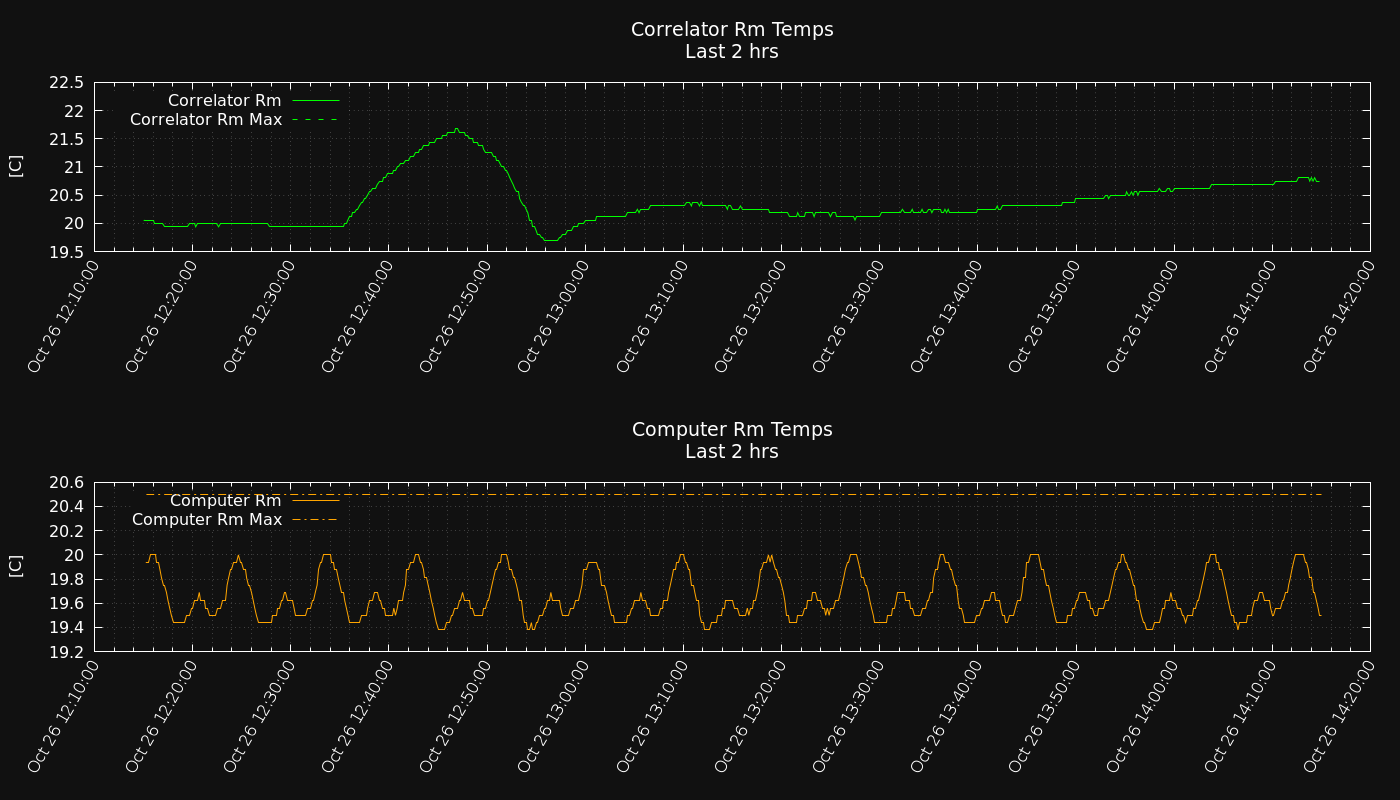 Correlator Rm Temps
Last 2 hrs
22.5
22
21.5
21
20.5
20
19.5
[C]
Correlator Rm
Correlator Rm Max
Oct 26 12:10:00
Oct 26 12:20:00
Oct 26 12:30:00
Oct 26 12:40:00
Oct 26 12:50:00
Oct 26 13:00:00
Oct 26 13:10:00
Oct 26 13:20:00
Oct 26 13:30:00
Oct 26 13:40:00
Oct 26 13:50:00
Oct 26 14:00:00
Oct 26 14:10:00
Oct 26 14:20:00
Computer Rm Temps
Last 2 hrs
20.6
20.4
20.2
20
19.8
19.6
19.4
19.2
[C]
Computer Rm
Computer Rm Max
Oct 26 12:10:00
Oct 26 12:20:00
Oct 26 12:30:00
Oct 26 12:40:00
Oct 26 12:50:00
Oct 26 13:00:00
Oct 26 13:10:00
Oct 26 13:20:00
Oct 26 13:30:00
Oct 26 13:40:00
Oct 26 13:50:00
Oct 26 14:00:00
Oct 26 14:10:00
Oct 26 14:20:00